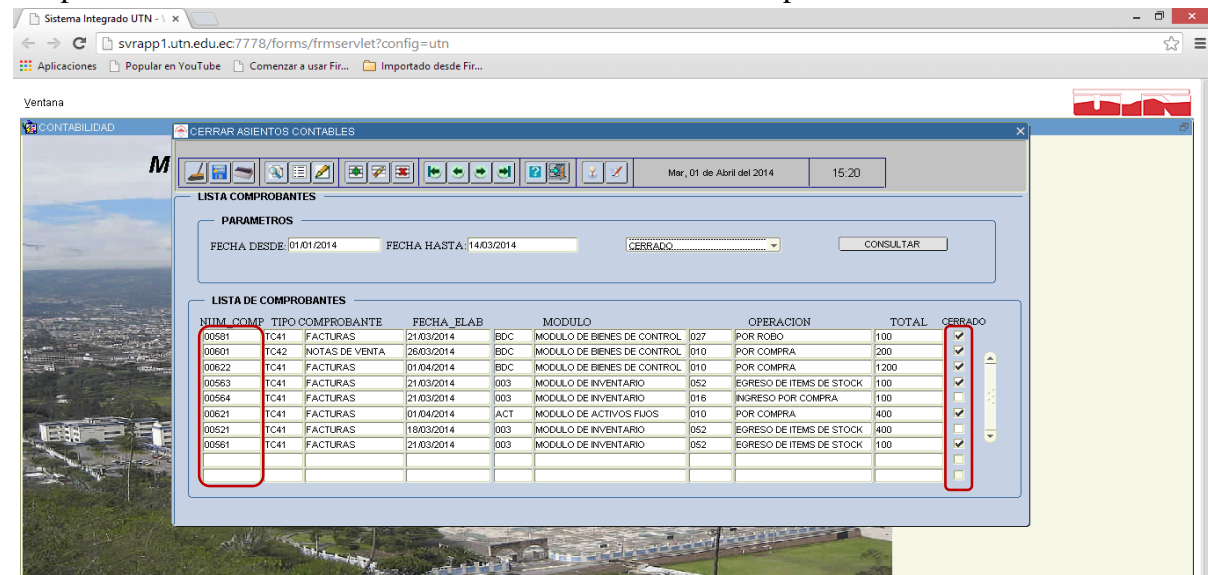 Sistema Integrado UTN - \ ×
svrapp1.utn.edu.ec:7778/forms/frmservlet?config=utn
Aplicaciones Popular en YouTube Comenzar a usar Fir... Importado desde Fir...
Ventana
UTN
CONTABILIDAD
CERRAR ASIENTOS CONTABLES
M
Mar, 01 de Abril del 2014 15:20
LISTA COMPROBANTES
PARAMETROS
FECHA DESDE: 01/01/2014 FECHA HASTA: 14/03/2014 CERRADO CONSULTAR
LISTA DE COMPROBANTES
NUM_COMP TIPO COMPROBANTE FECHA_ELAB MODULO OPERACION TOTAL CERRADO
00581 TC41 FACTURAS 21/03/2014 BDC MODULO DE BIENES DE CONTROL 027 POR ROBO 100
00601 TC42 NOTAS DE VENTA 26/03/2014 BDC MODULO DE BIENES DE CONTROL 010 POR COMPRA 200
00622 TC41 FACTURAS 01/04/2014 BDC MODULO DE BIENES DE CONTROL 010 POR COMPRA 1200
00563 TC41 FACTURAS 21/03/2014 003 MODULO DE INVENTARIO 052 EGRESO DE ITEMS DE STOCK 100
00564 TC41 FACTURAS 21/03/2014 003 MODULO DE INVENTARIO 016 INGRESO POR COMPRA 100
00621 TC41 FACTURAS 01/04/2014 ACT MODULO DE ACTIVOS FIJOS 010 POR COMPRA 400
00521 TC41 FACTURAS 18/03/2014 003 MODULO DE INVENTARIO 052 EGRESO DE ITEMS DE STOCK 400
00561 TC41 FACTURAS 21/03/2014 003 MODULO DE INVENTARIO 052 EGRESO DE ITEMS DE STOCK 100